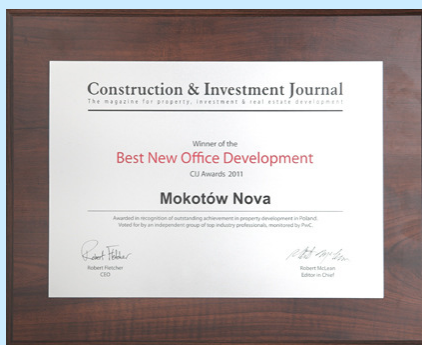 Construction & Investment Journal
The magazine for property, investment & real estate development
Winner of the
Best New Office Development
CIJ Awards 2011
Mokotów Nova
Awarded in recognition of outstanding achievement in property development in Poland.
Voted for by an independent group of top industry professionals, monitored by PwC.
Robert Fletcher
CEO
Robert McLean
Editor in Chief